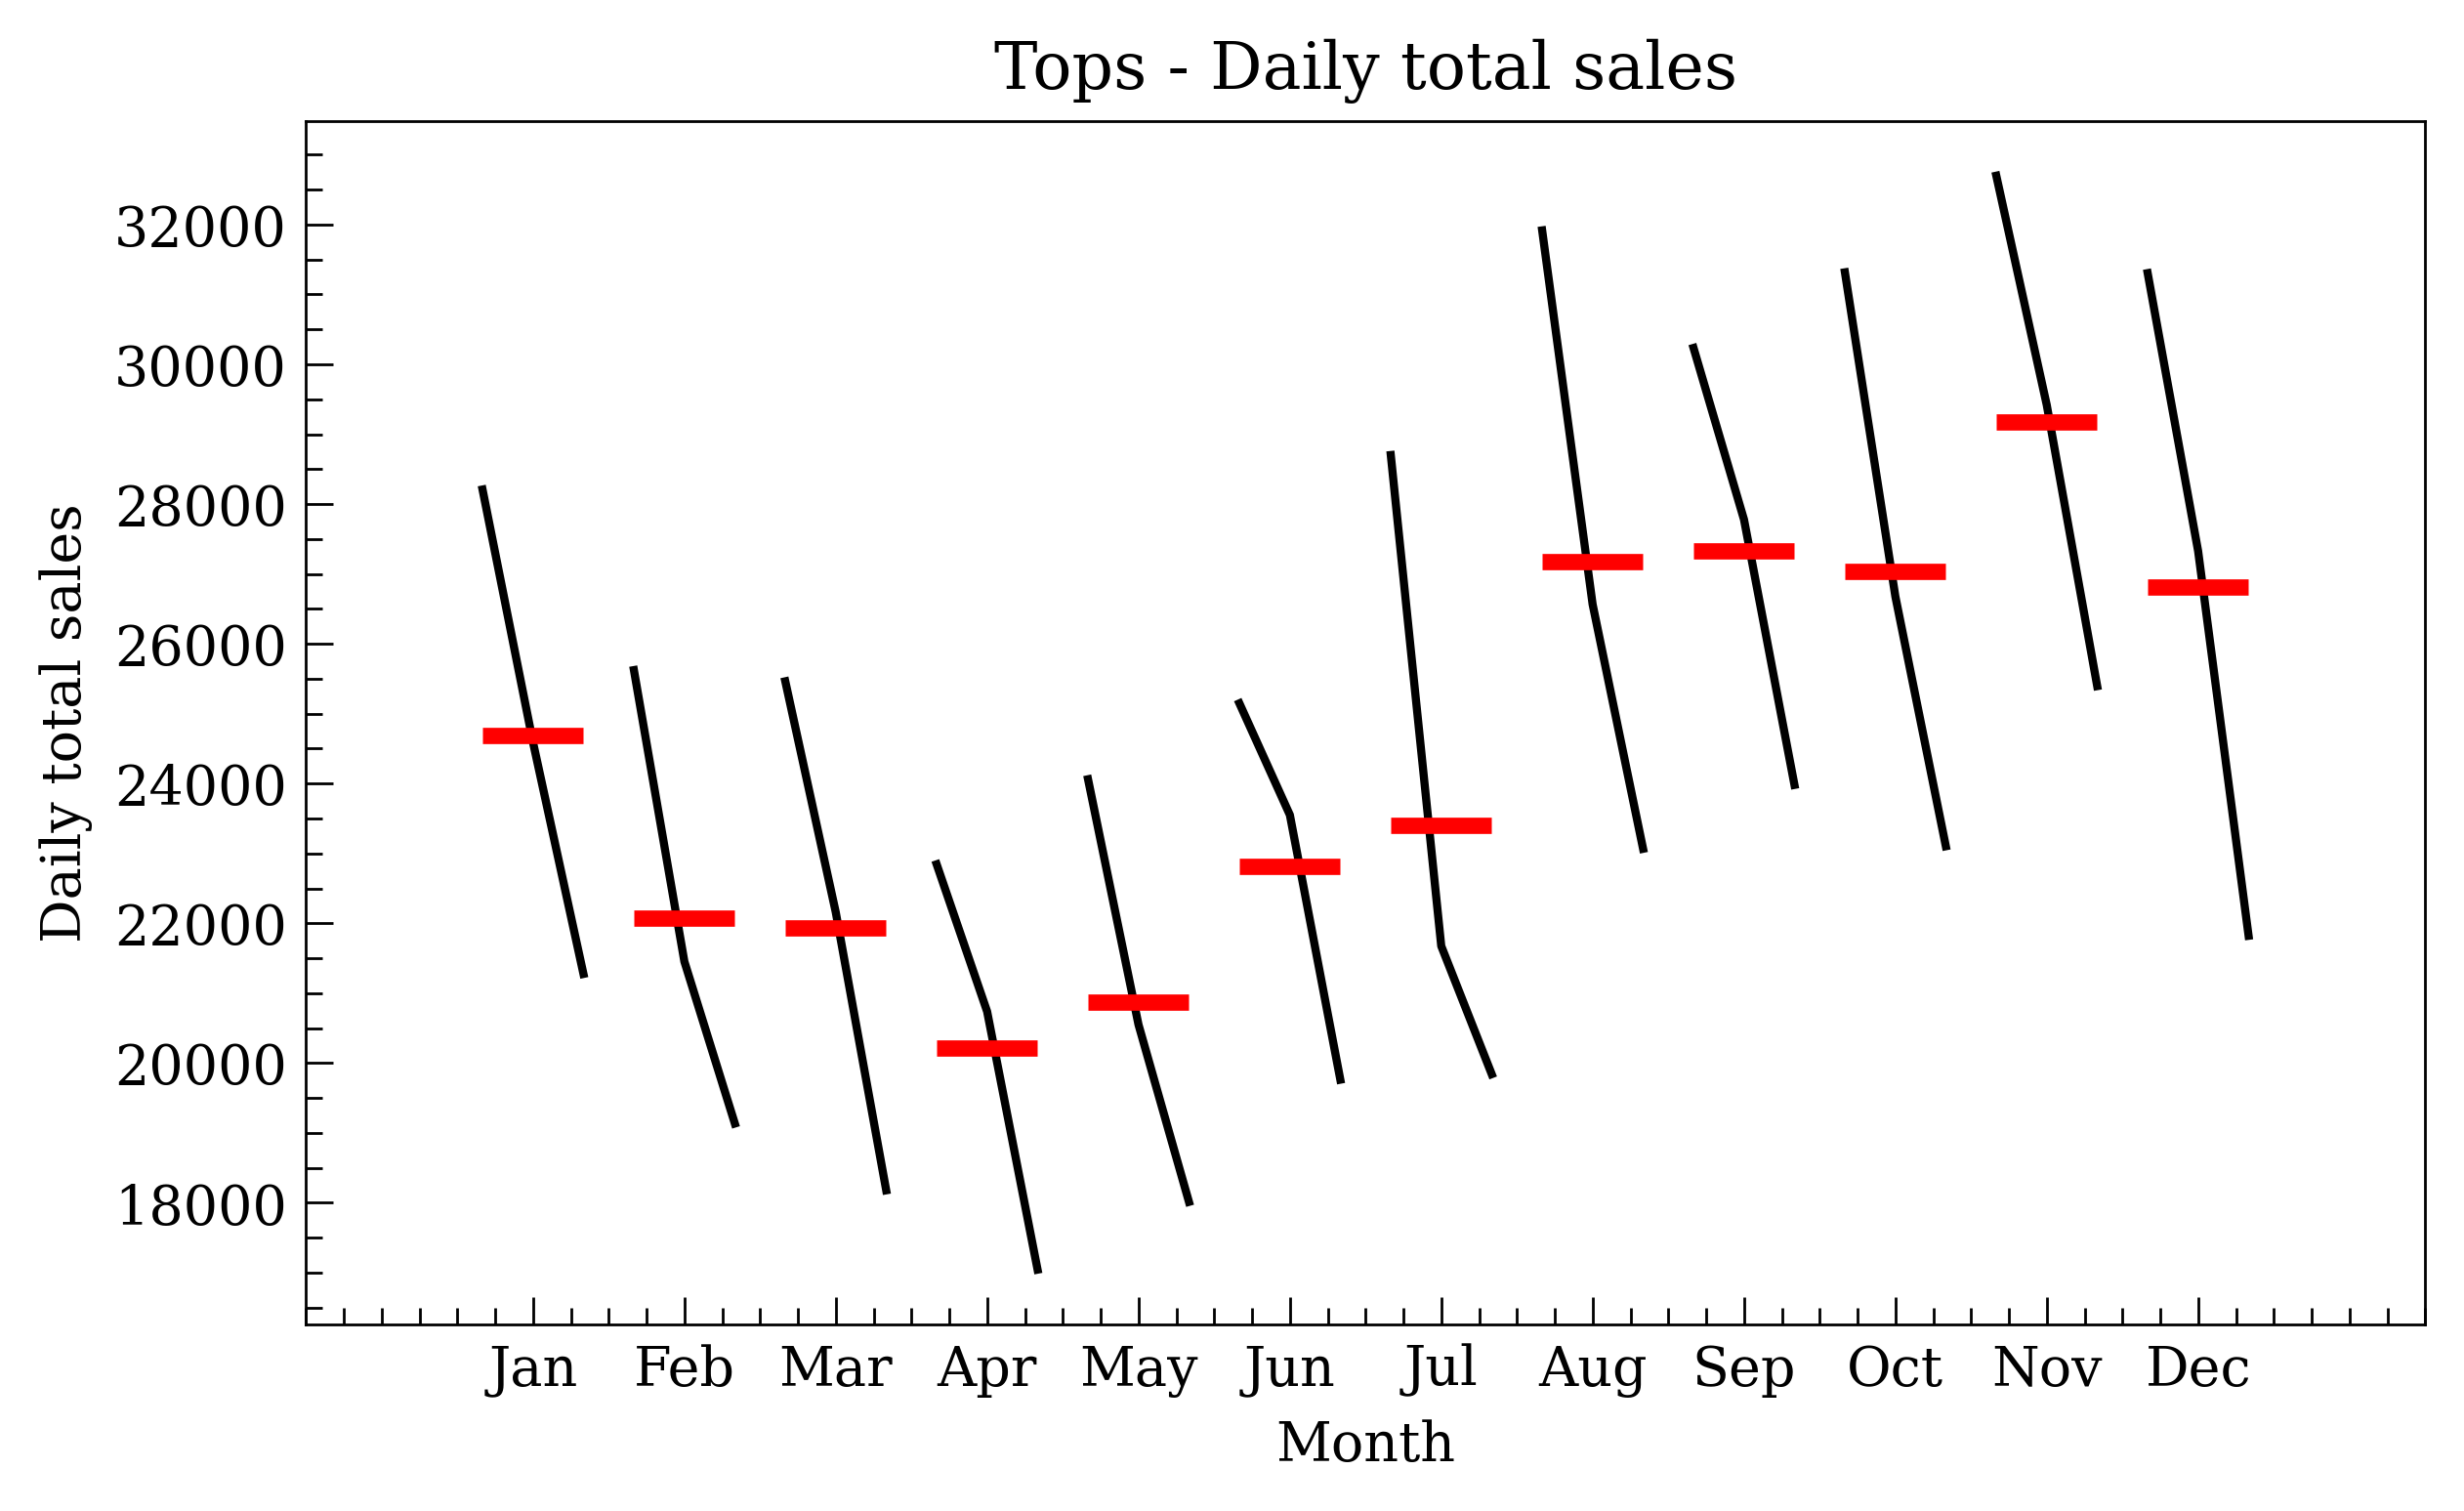 Tops - Daily total sales
Daily total sales
32000
30000
28000
26000
24000
22000
20000
18000
Jan Feb Mar Apr May Jun Jul Aug Sep Oct Nov Dec
Month